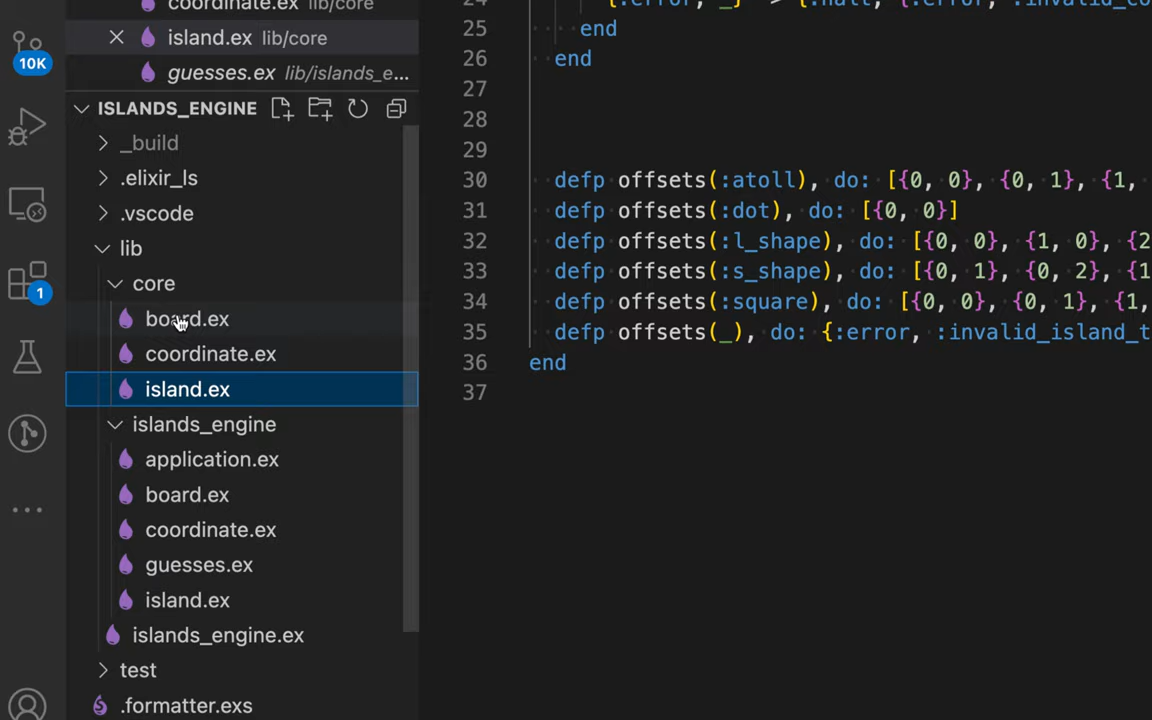 coordinate.ex lib/core
island.ex lib/core
guesses.ex lib/islands_e...
10K
ISLANDS_ENGINE
_build
.elixir_ls
.vscode
lib
core
board.ex
coordinate.ex
island.ex
islands_engine
application.ex
board.ex
coordinate.ex
guesses.ex
island.ex
islands_engine.ex
test
.formatter.exs
1
24 {:error, _} -> {:halt, {:error, :invalid_co
25 end
26 end
27
28
29
30 defp offsets(:atoll), do: [{0, 0}, {0, 1}, {1,
31 defp offsets(:dot), do: [{0, 0}]
32 defp offsets(:l_shape), do: [{0, 0}, {1, 0}, {2
33 defp offsets(:s_shape), do: [{0, 1}, {0, 2}, {1
34 defp offsets(:square), do: [{0, 0}, {0, 1}, {1,
35 defp offsets(_), do: {:error, :invalid_island_t
36 end
37